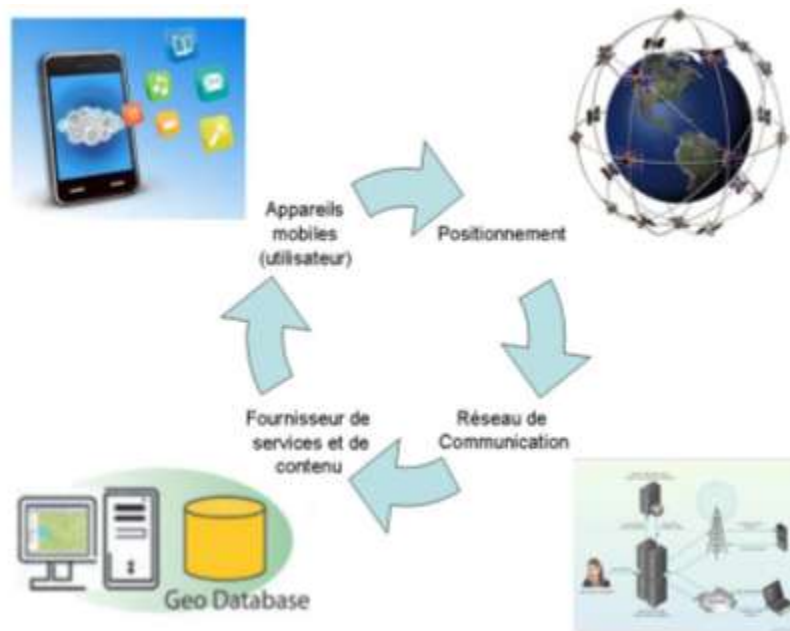 Appareils
mobiles
(utilisateur)
Positionnement
Fournisseur de
services et de
contenu
Réseau de
Communication
Geo Database